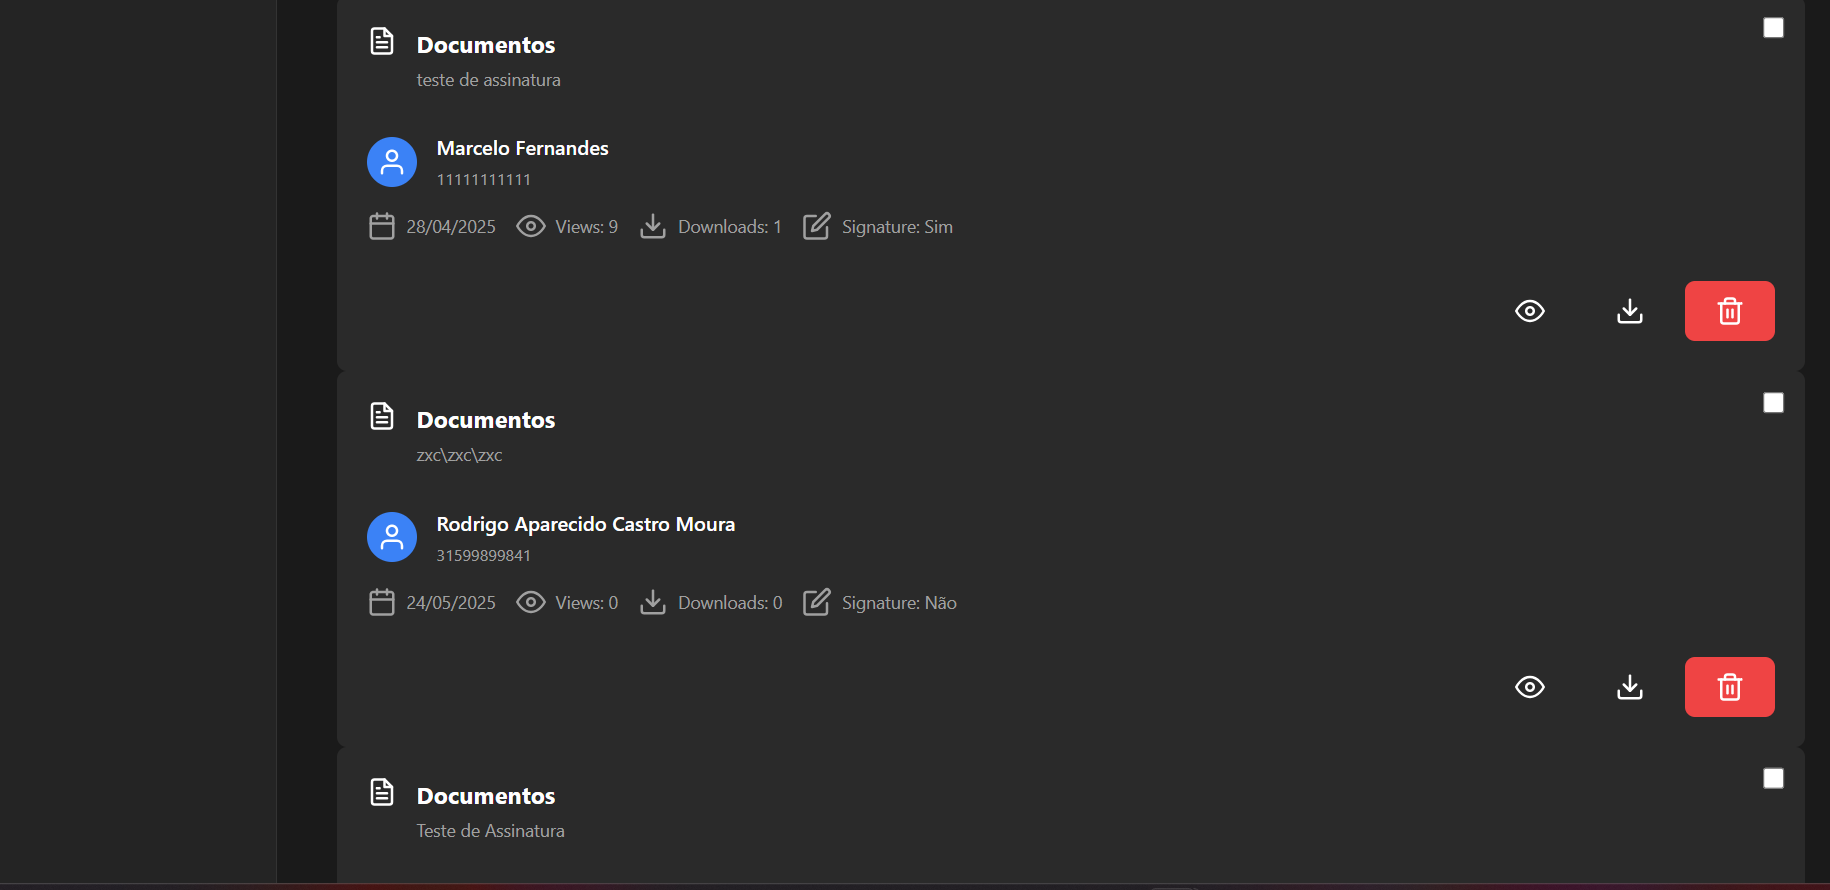 Documentos
teste de assinatura
Marcelo Fernandes
11111111111
28/04/2025 Views: 9 Downloads: 1 Signature: Sim
Documentos
zxc\zxc\zxc
Rodrigo Aparecido Castro Moura
31599899841
24/05/2025 Views: 0 Downloads: 0 Signature: Não
Documentos
Teste de Assinatura